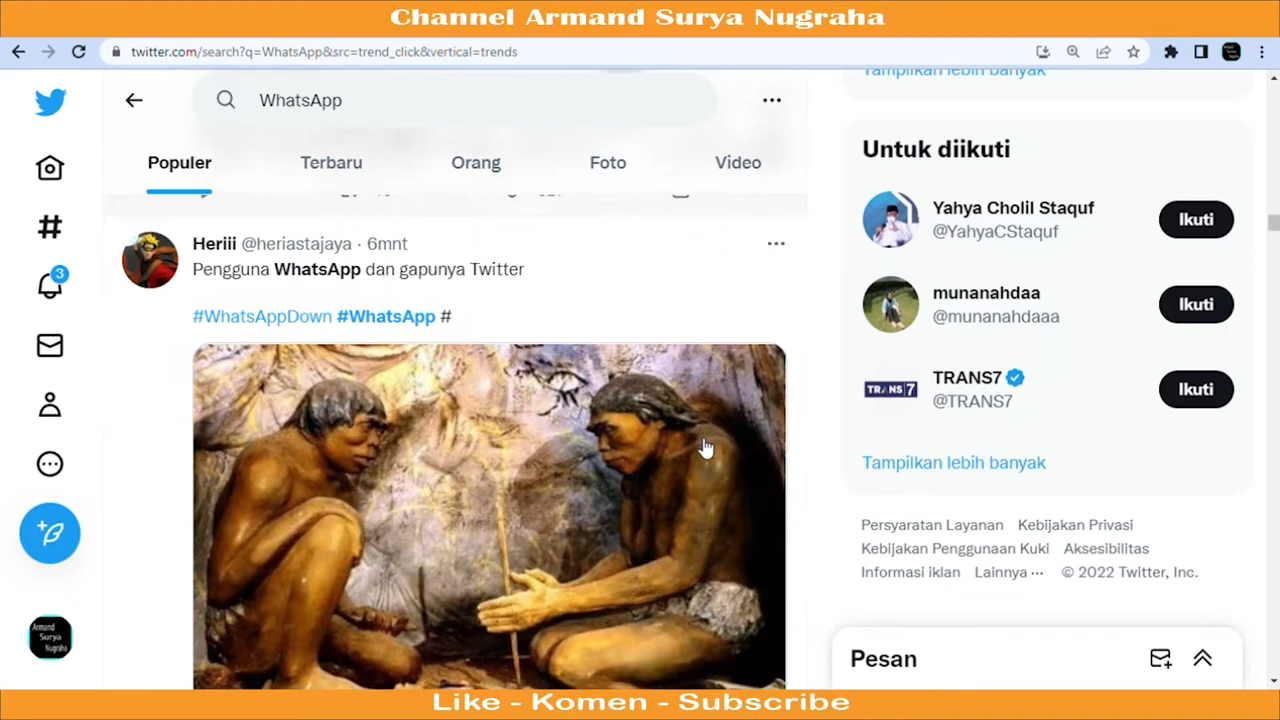 Channel Armand Surya Nugraha
twitter.com/search?q=WhatsApp&src=trend_click&vertical=trends
WhatsApp
Populer
Terbaru
Orang
Foto
Video
Heriii @heriastajaya · 6mnt
Pengguna WhatsApp dan gapunya Twitter
#WhatsAppDown #WhatsApp #
3
Armand
Surya
Nugraha
Tampilkan lebih banyak
Untuk diikuti
Yahya Cholil Staquf
@YahyaCStaquf
Ikuti
munanahdaa
@munanahdaaa
Ikuti
TRANS7
TRANS7
@TRANS7
Ikuti
Tampilkan lebih banyak
Persyaratan Layanan Kebijakan Privasi
Kebijakan Penggunaan Kuki Aksesibilitas
Informasi iklan Lainnya ··· © 2022 Twitter, Inc.
Pesan
Like - Komen - Subscribe